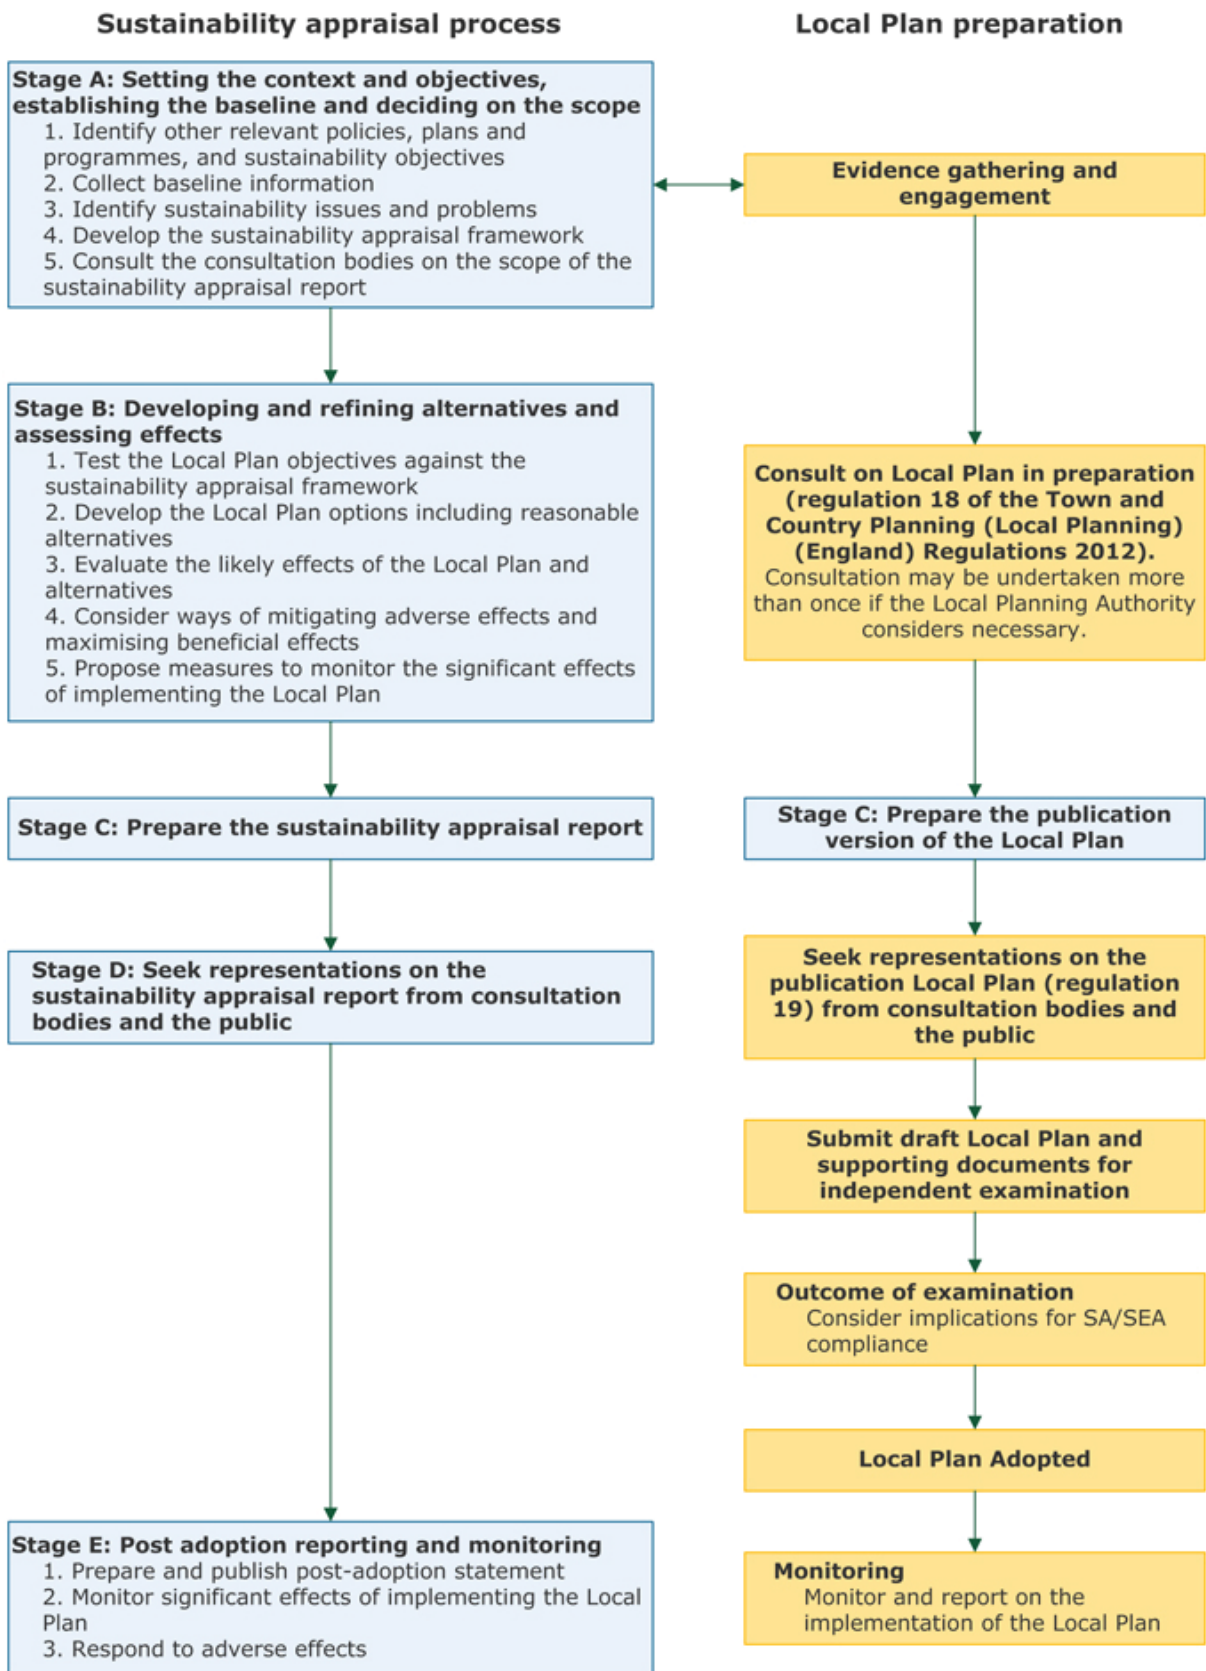 Sustainability appraisal process
Local Plan preparation
Stage A: Setting the context and objectives,
establishing the baseline and deciding on the scope
1. Identify other relevant policies, plans and
programmes, and sustainability objectives
2. Collect baseline information
3. Identify sustainability issues and problems
4. Develop the sustainability appraisal framework
5. Consult the consultation bodies on the scope of the
sustainability appraisal report
Evidence gathering and
engagement
Stage B: Developing and refining alternatives and
assessing effects
1. Test the Local Plan objectives against the
sustainability appraisal framework
2. Develop the Local Plan options including reasonable
alternatives
3. Evaluate the likely effects of the Local Plan and
alternatives
4. Consider ways of mitigating adverse effects and
maximising beneficial effects
5. Propose measures to monitor the significant effects
of implementing the Local Plan
Consult on Local Plan in preparation
(regulation 18 of the Town and
Country Planning (Local Planning)
(England) Regulations 2012).
Consultation may be undertaken more
than once if the Local Planning Authority
considers necessary.
Stage C: Prepare the sustainability appraisal report
Stage C: Prepare the publication
version of the Local Plan
Stage D: Seek representations on the
sustainability appraisal report from consultation
bodies and the public
Seek representations on the
publication Local Plan (regulation
19) from consultation bodies and
the public
Submit draft Local Plan and
supporting documents for
independent examination
Outcome of examination
Consider implications for SA/SEA
compliance
Local Plan Adopted
Stage E: Post adoption reporting and monitoring
1. Prepare and publish post-adoption statement
2. Monitor significant effects of implementing the Local
Plan
3. Respond to adverse effects
Monitoring
Monitor and report on the
implementation of the Local Plan